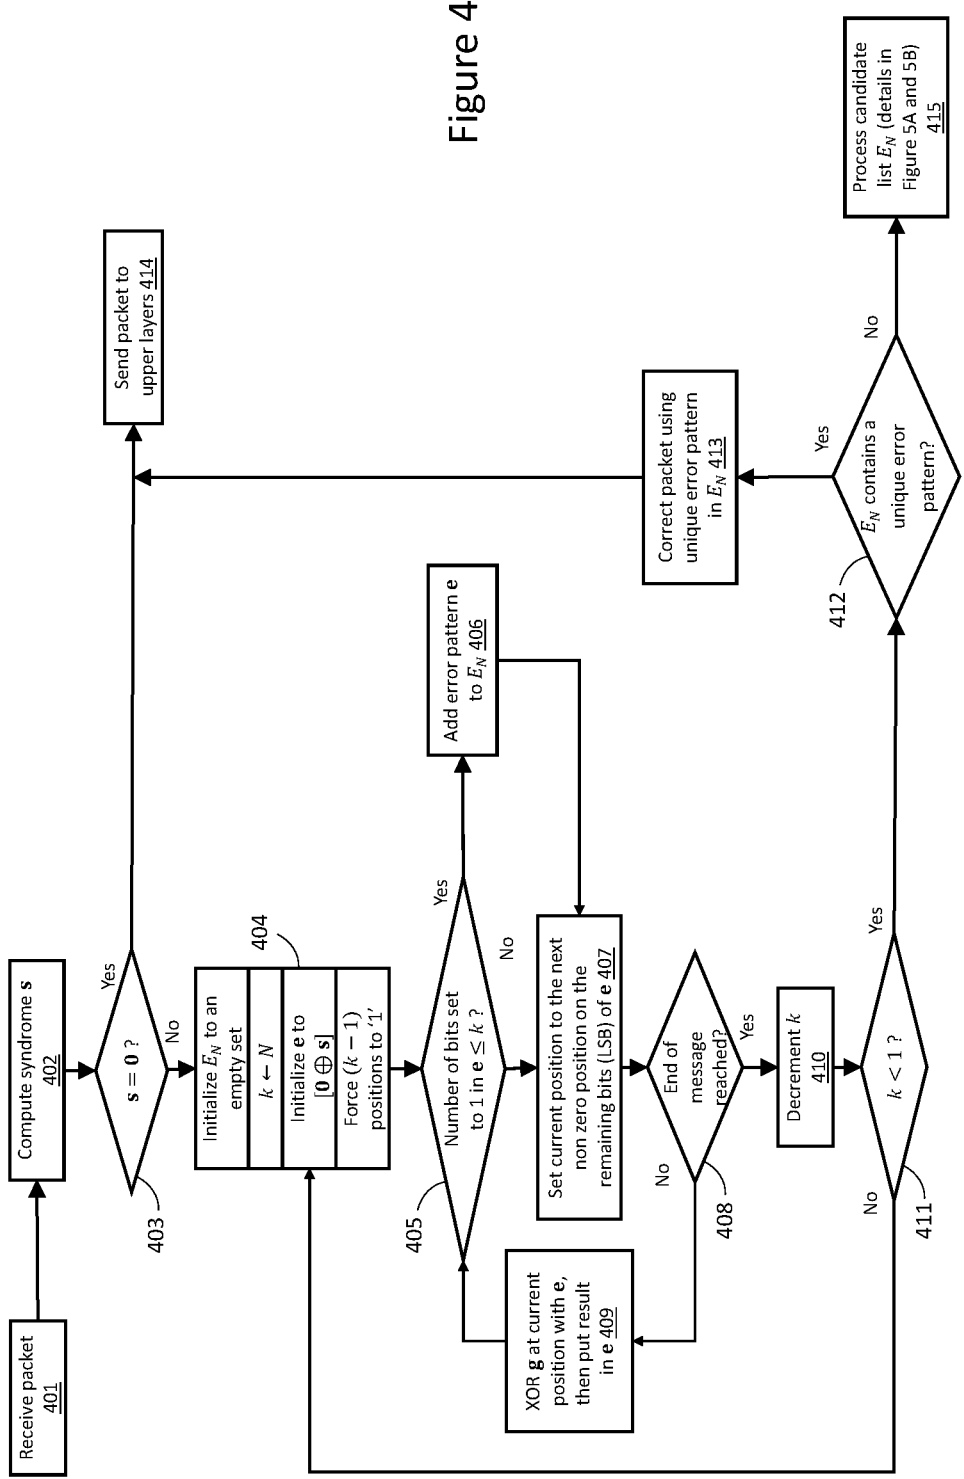 Receive packet
401
Compute syndrome s
402
s = 0 ?
Yes
No
403
Send packet to
upper layers 414
Initialize E_N to an
empty set
k ← N
Initialize e to
[0 ⊕ s]
Force (k − 1)
positions to ‘1’
404
Number of bits set
to 1 in e ≤ k ?
Yes
No
405
Add error pattern e
to E_N 406
Set current position to the next
non zero position on the
remaining bits (LSB) of e 407
End of
message
reached?
No
Yes
408
XOR g at current
position with e,
then put result
in e 409
Decrement k
410
k < 1 ?
No
Yes
411
E_N contains a
unique error
pattern?
Yes
No
412
Correct packet using
unique error pattern
in E_N 413
Process candidate
list E_N (details in
Figure 5A and 5B)
415
Figure 4